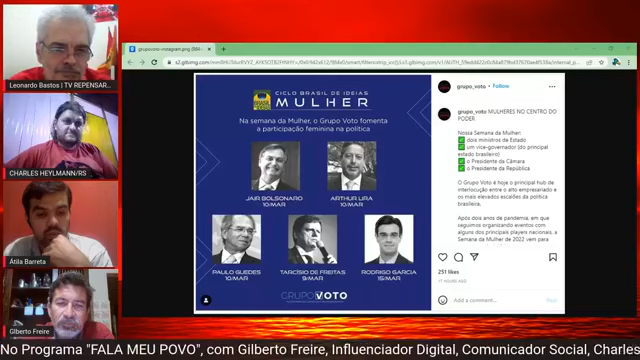 Leonardo Bastos I TV REPENSAR...
CHARLES HEYLMANN/RS
Átila Barreta
GIlberto Freire
CICLO BRASIL DE IDEIAS
MULHER
Na semana da Mulher, o Grupo Voto fomenta
a participação feminina na política
JAIR BOLSONARO
10/MAR
ARTHUR LIRA
10/MAR
PAULO GUEDES
10/MAR
TARCÍSIO DE FREITAS
9/MAR
RODRIGO GARCIA
15/MAR
GRUPO VOTO
grupo_voto • Follow
grupo_voto MULHERES NO CENTRO DO
PODER
Nossa Semana da Mulher:
✅ dois ministros de Estado
✅ um vice-governador (do principal
estado brasileiro)
✅ o Presidente da Câmara
✅ o Presidente da República
O Grupo Voto é hoje o principal hub de
interlocução entre o alto empresariado e
os mais elevados escalões da política
brasileira.
Após dois anos de pandemia, em que
seguimos organizando eventos com
alguns dos principais players nacionais, a
Semana da Mulher de 2022 vem para
251 likes
17 HOURS AGO
Add a comment...
Post
No Programa "FALA MEU POVO", com Gilberto Freire, Influenciador Digital, Comunicador Social, Charles